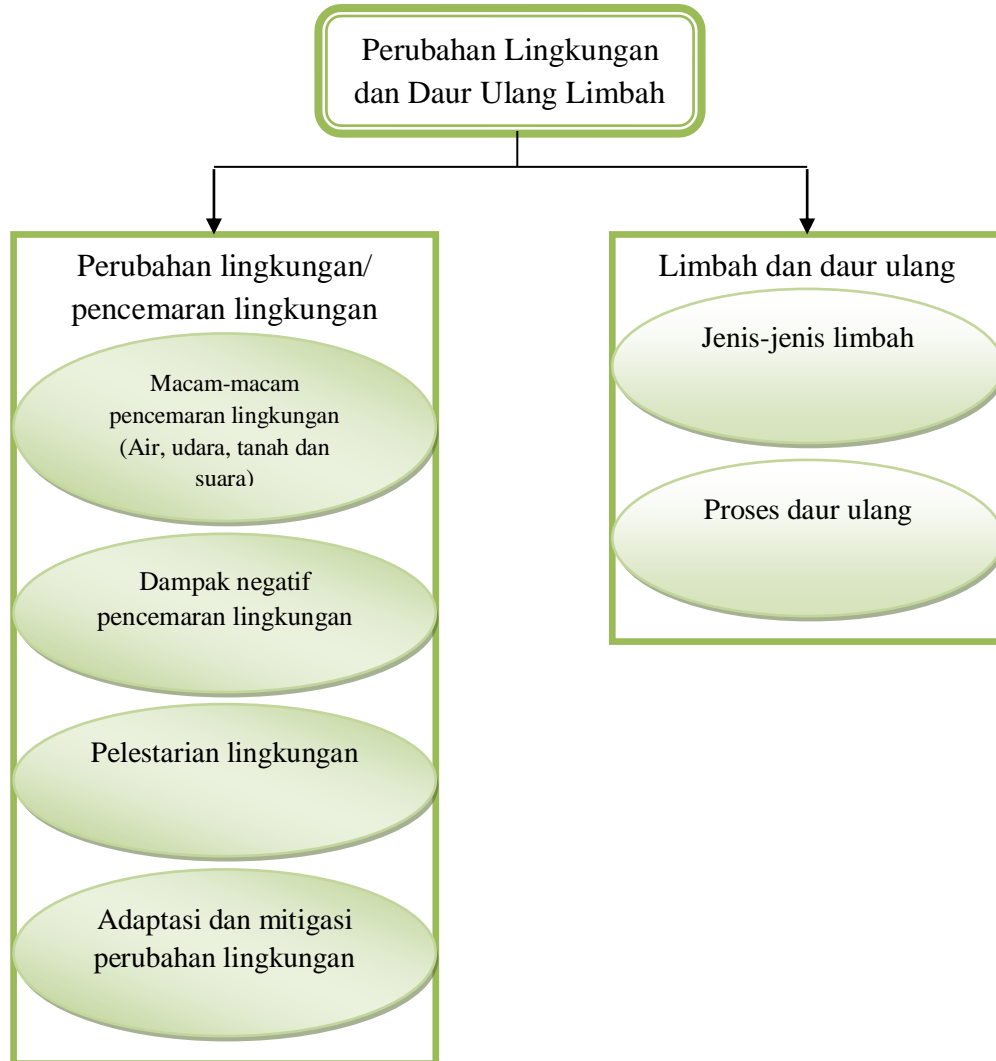 Perubahan Lingkungan
dan Daur Ulang Limbah
Perubahan lingkungan/
pencemaran lingkungan
Macam-macam
pencemaran lingkungan
(Air, udara, tanah dan
suara)
Dampak negatif
pencemaran lingkungan
Pelestarian lingkungan
Adaptasi dan mitigasi
perubahan lingkungan
Limbah dan daur ulang
Jenis-jenis limbah
Proses daur ulang